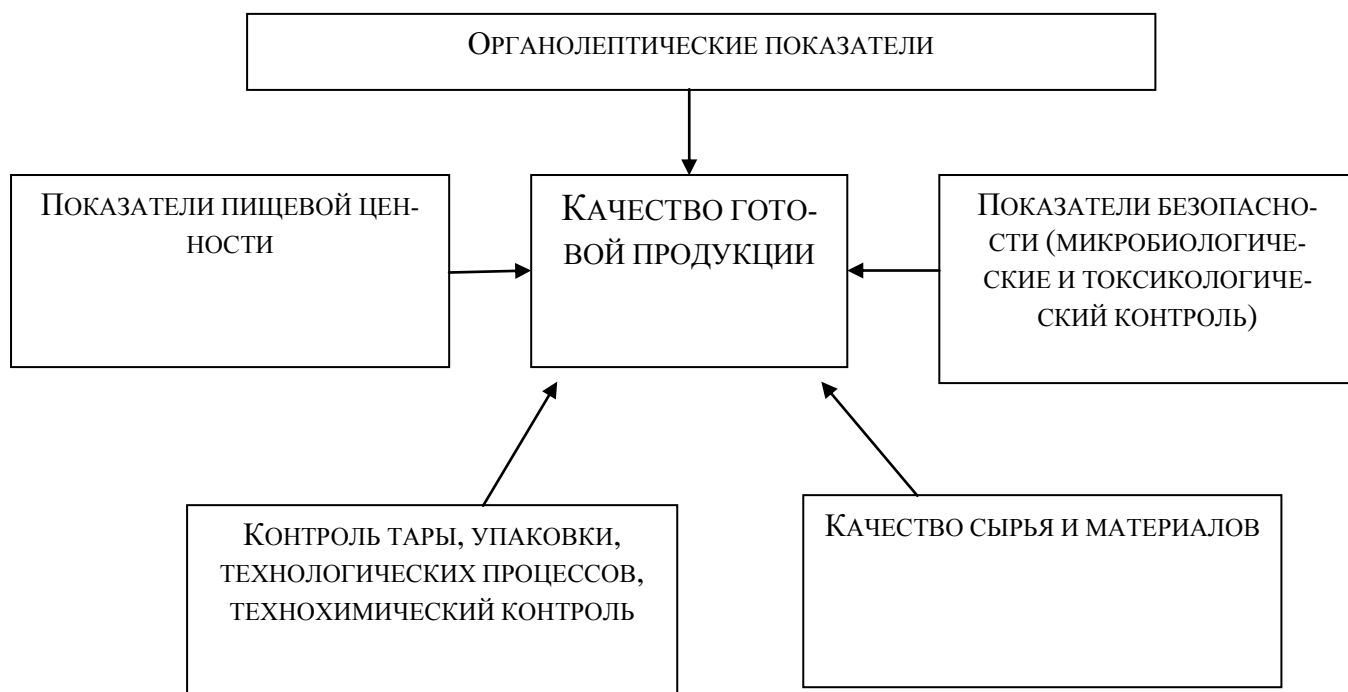 Органолептические показатели
Показатели пищевой цен-
ности
Качество гото-
вой продукции
Показатели безопасно-
сти (микробиологиче-
ские и токсикологиче-
ский контроль)
Контроль тары, упаковки,
технологических процессов,
технохимический контроль
Качество сырья и материалов